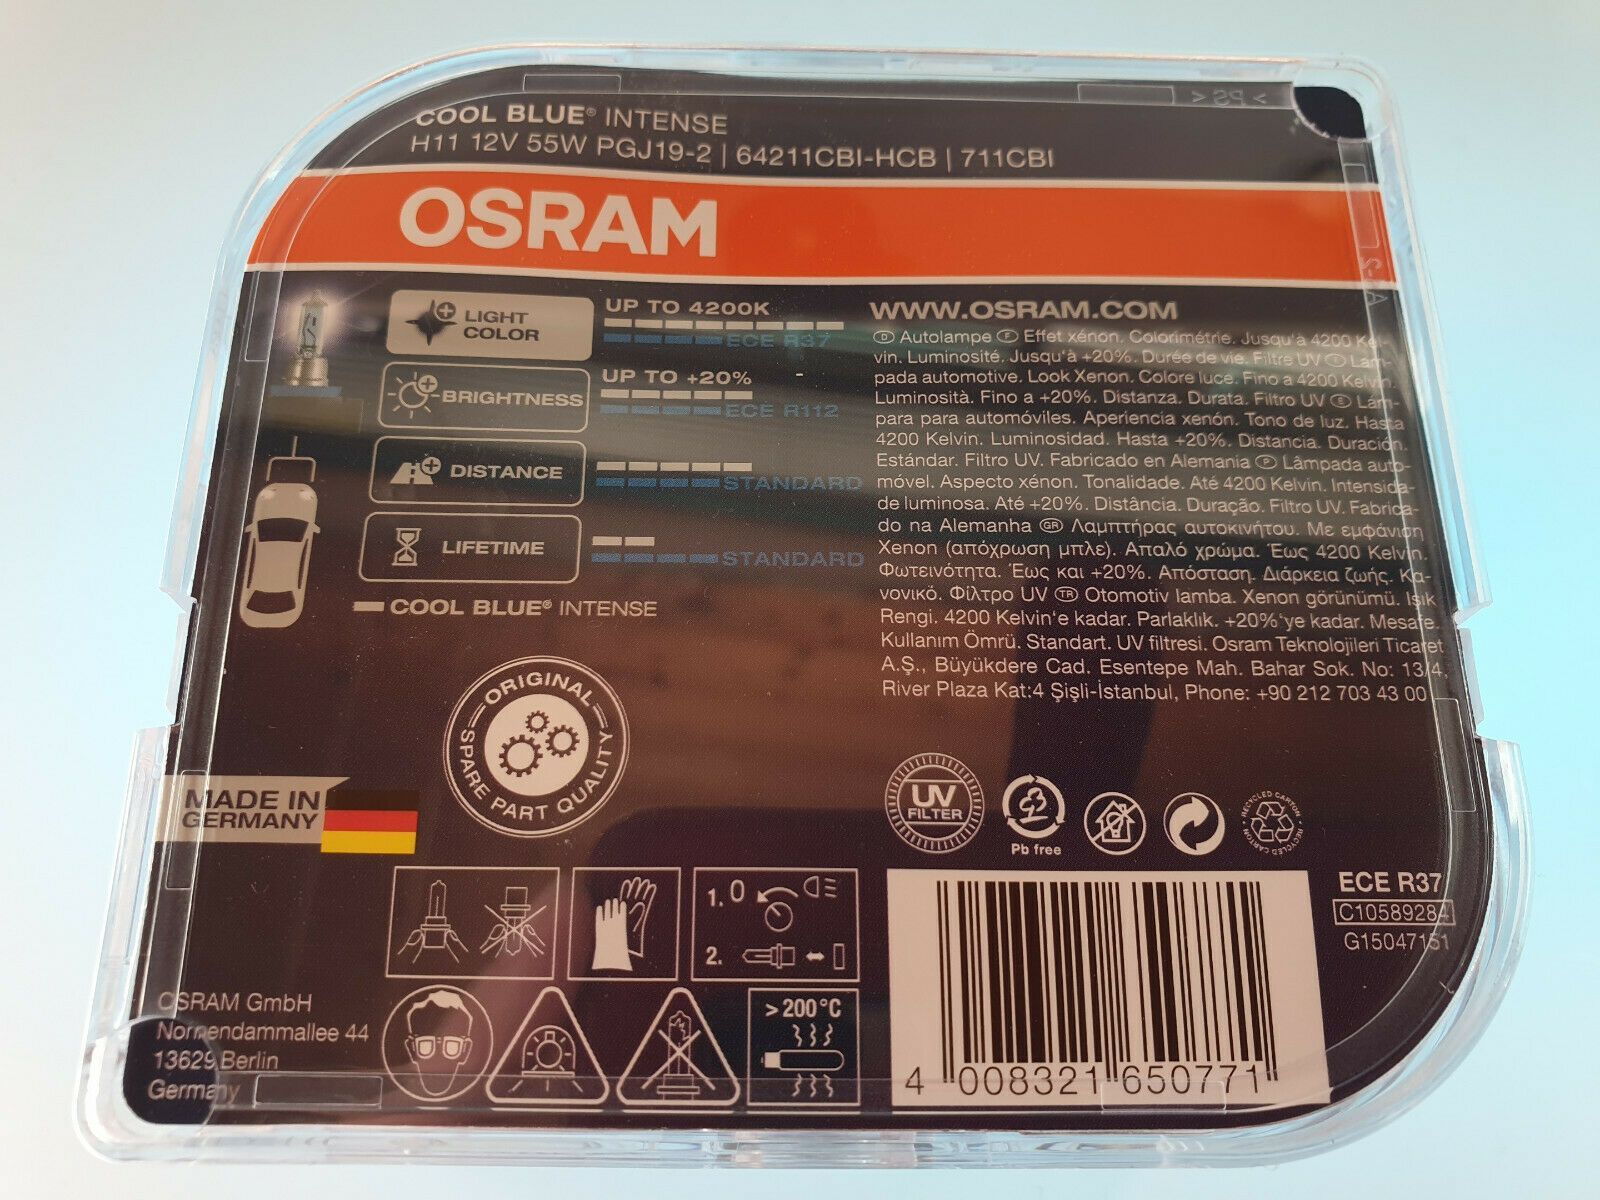 COOL BLUE® INTENSE
H11 12V 55W PGJ19-2 | 64211CBI-HCB | 711CBI
OSRAM
LIGHT COLOR
UP TO 4200K
ECE R37
BRIGHTNESS
UP TO +20%
ECE R112
DISTANCE
STANDARD
LIFETIME
STANDARD
COOL BLUE® INTENSE
WWW.OSRAM.COM
Ⓓ Autolampe Ⓕ Effet xénon. Colorimétrie. Jusqu'à 4200 Kel-
vin. Luminosité. Jusqu'à +20%. Durée de vie. Filtre UV Ⓘ Lam-
pada automotive. Look Xenon. Colore luce. Fino a 4200 Kelvin.
Luminosità. Fino a +20%. Distanza. Durata. Filtro UV Ⓔ Lám-
para para automóviles. Aperiencia xenón. Tono de luz. Hasta
4200 Kelvin. Luminosidad. Hasta +20%. Distancia. Duración.
Estándar. Filtro UV. Fabricado en Alemania Ⓟ Lâmpada auto-
móvel. Aspecto xénon. Tonalidade. Até 4200 Kelvin. Intensida-
de luminosa. Até +20%. Distância. Duração. Filtro UV. Fabrica-
do na Alemanha GR Λαμπτήρας αυτοκινήτου. Με εμφάνιση
Xenon (απόχρωση μπλε). Απαλό χρώμα. Έως 4200 Kelvin.
Φωτεινότητα. Έως και +20%. Απόσταση. Διάρκεια ζωής. Κα-
νονικό. Φίλτρο UV TR Otomotiv lamba. Xenon görünümü. Işık
Rengi. 4200 Kelvin'e kadar. Parlaklık. +20%'ye kadar. Mesafe.
Kullanım Ömrü. Standart. UV filtresi. Osram Teknolojileri Ticaret
A.Ş., Büyükdere Cad. Esentepe Mah. Bahar Sok. No: 13/4,
River Plaza Kat:4 Şişli-İstanbul, Phone: +90 212 703 43 00
ORIGINAL
SPARE PART QUALITY
MADE IN
GERMANY
UV
FILTER
Pb free
RECYCLED CARTON • RECYCLED CARTON •
1. 0
2.
>200°C
ECE R37
C10589284
G15047151
OSRAM GmbH
Nonnendammallee 44
13629 Berlin
Germany
4 008321 650771
> PS <